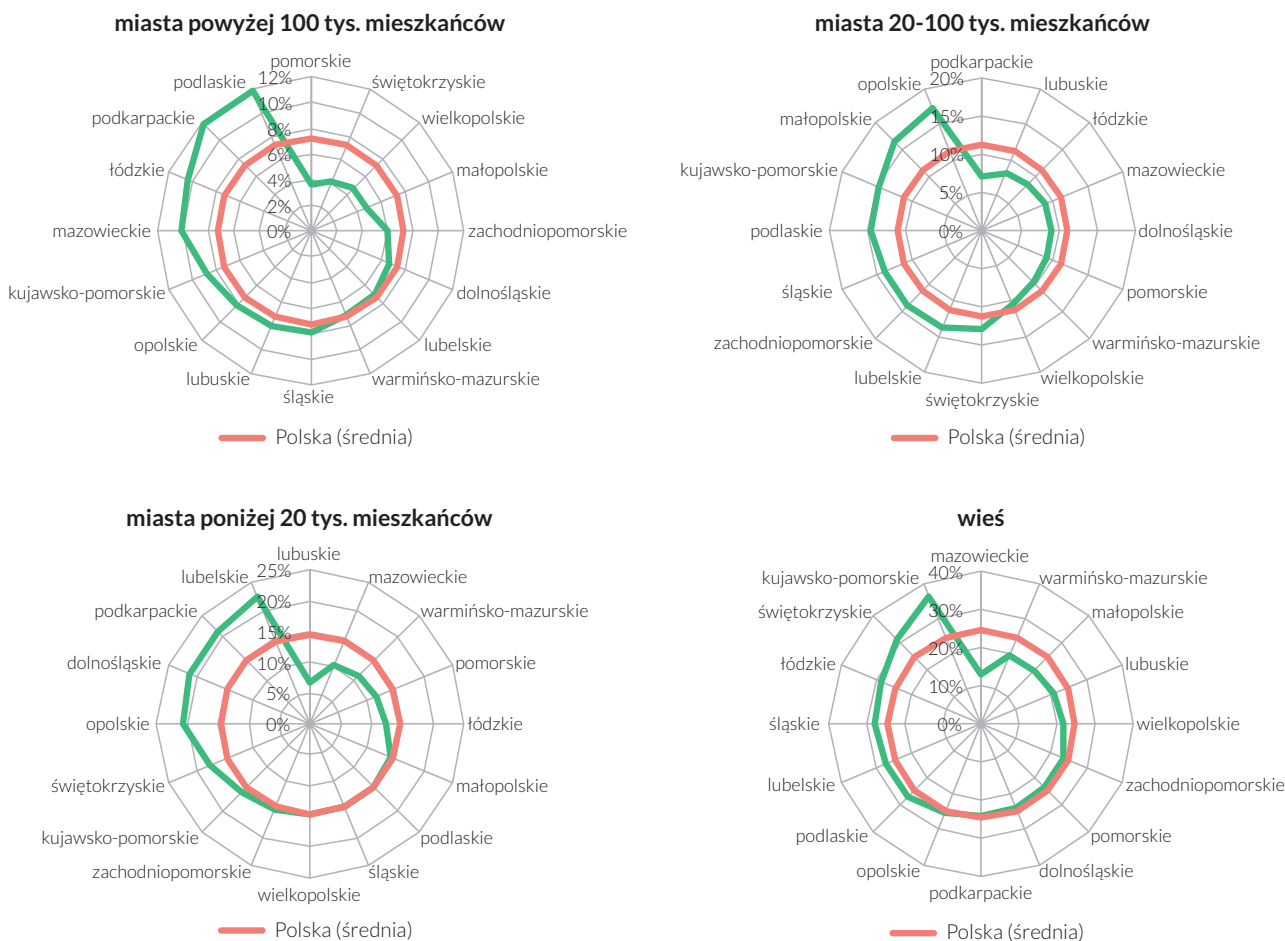 miasta powyżej 100 tys. mieszkańców
pomorskie
świętokrzyskie
wielkopolskie
małopolskie
zachodniopomorskie
dolnośląskie
lubelskie
warmińsko-mazurskie
śląskie
lubuskie
opolskie
kujawsko-pomorskie
mazowieckie
łódzkie
podkarpackie
podlaskie
12%
10%
8%
6%
4%
2%
0%
Polska (średnia)
miasta 20-100 tys. mieszkańców
podkarpackie
lubuskie
łódzkie
mazowieckie
dolnośląskie
pomorskie
warmińsko-mazurskie
wielkopolskie
świętokrzyskie
lubelskie
zachodniopomorskie
śląskie
podlaskie
kujawsko-pomorskie
małopolskie
opolskie
20%
15%
10%
5%
0%
Polska (średnia)
miasta poniżej 20 tys. mieszkańców
lubuskie
mazowieckie
warmińsko-mazurskie
pomorskie
łódzkie
małopolskie
podlaskie
śląskie
wielkopolskie
zachodniopomorskie
kujawsko-pomorskie
świętokrzyskie
opolskie
dolnośląskie
podkarpackie
lubelskie
25%
20%
15%
10%
5%
0%
Polska (średnia)
wieś
mazowieckie
warmińsko-mazurskie
małopolskie
lubuskie
wielkopolskie
zachodniopomorskie
pomorskie
dolnośląskie
podkarpackie
opolskie
podlaskie
lubelskie
śląskie
łódzkie
świętokrzyskie
kujawsko-pomorskie
40%
30%
20%
10%
0%
Polska (średnia)